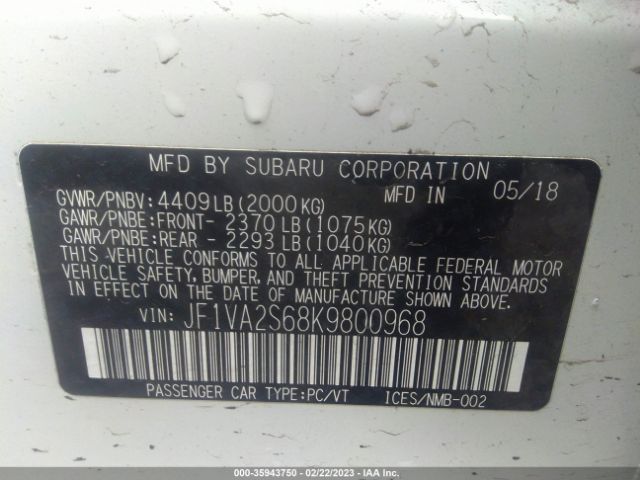 MFD BY SUBARU CORPORATION
GVWR/PNBV: 4409LB (2000KG) MFD IN 05/18
GAWR/PNBE: FRONT- 2370 LB (1075KG)
GAWR/PNBE: REAR - 2293 LB (1040KG)
THIS VEHICLE CONFORMS TO ALL APPLICABLE FEDERAL MOTOR
VEHICLE SAFETY, BUMPER, AND THEFT PREVENTION STANDARDS
IN EFFECT ON THE DATE OF MANUFACTURE SHOWN ABOVE.
VIN: JF1VA2S68K9800968
PASSENGER CAR TYPE:PC/VT ICES/NMB-002
000-35943750 - 02/22/2023 - IAA Inc.